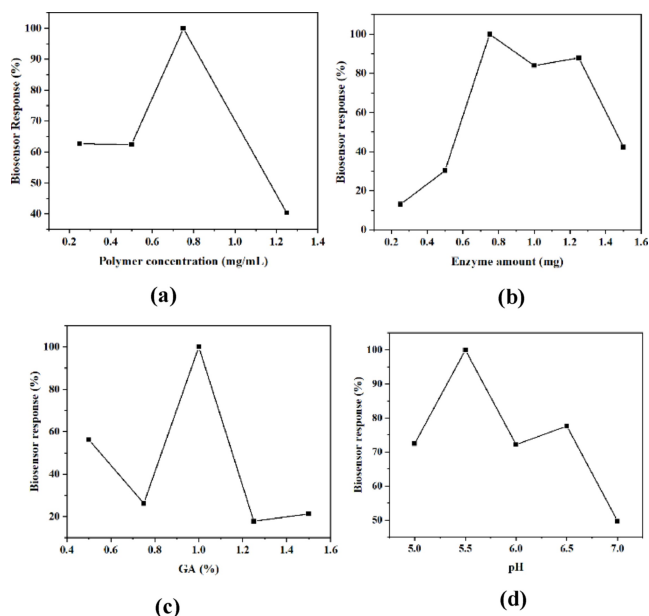 100
90
80
70
60
50
40
Biosensor Response (%)
0.2 0.4 0.6 0.8 1.0 1.2 1.4
Polymer concentration (mg/mL)
(a)
100
80
60
40
20
0
Biosensor response (%)
0.2 0.4 0.6 0.8 1.0 1.2 1.4 1.6
Enzyme amount (mg)
(b)
100
80
60
40
20
Biosensor response (%)
0.4 0.6 0.8 1.0 1.2 1.4 1.6
GA (%)
(c)
100
90
80
70
60
50
Biosensor response (%)
5.0 5.5 6.0 6.5 7.0
pH
(d)